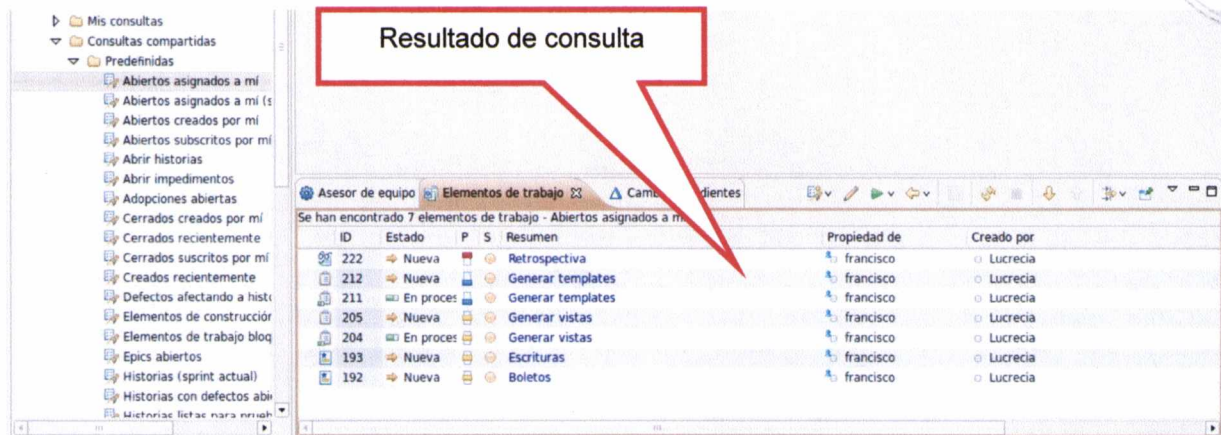 Mis consultas
Consultas compartidas
Predefinidas
Abiertos asignados a mí
Abiertos asignados a mí (s
Abiertos creados por mí
Abiertos subscritos por mí
Abrir historias
Abrir impedimentos
Adopciones abiertas
Cerrados creados por mí
Cerrados recientemente
Cerrados suscritos por mí
Creados recientemente
Defectos afectando a histo
Elementos de construcción
Elementos de trabajo bloq
Epics abiertos
Historias (sprint actual)
Historias con defectos abie
Historias listas para prueb
Resultado de consulta
Asesor de equipo Elementos de trabajo Camb dientes
Se han encontrado 7 elementos de trabajo - Abiertos asignados a m
ID Estado P S Resumen Propiedad de Creado por
222 Nueva Retrospectiva francisco Lucrecia
212 Nueva Generar templates francisco Lucrecia
211 En proces Generar templates francisco Lucrecia
205 Nueva Generar vistas francisco Lucrecia
204 En proces Generar vistas francisco Lucrecia
193 Nueva Escrituras francisco Lucrecia
192 Nueva Boletos francisco Lucrecia